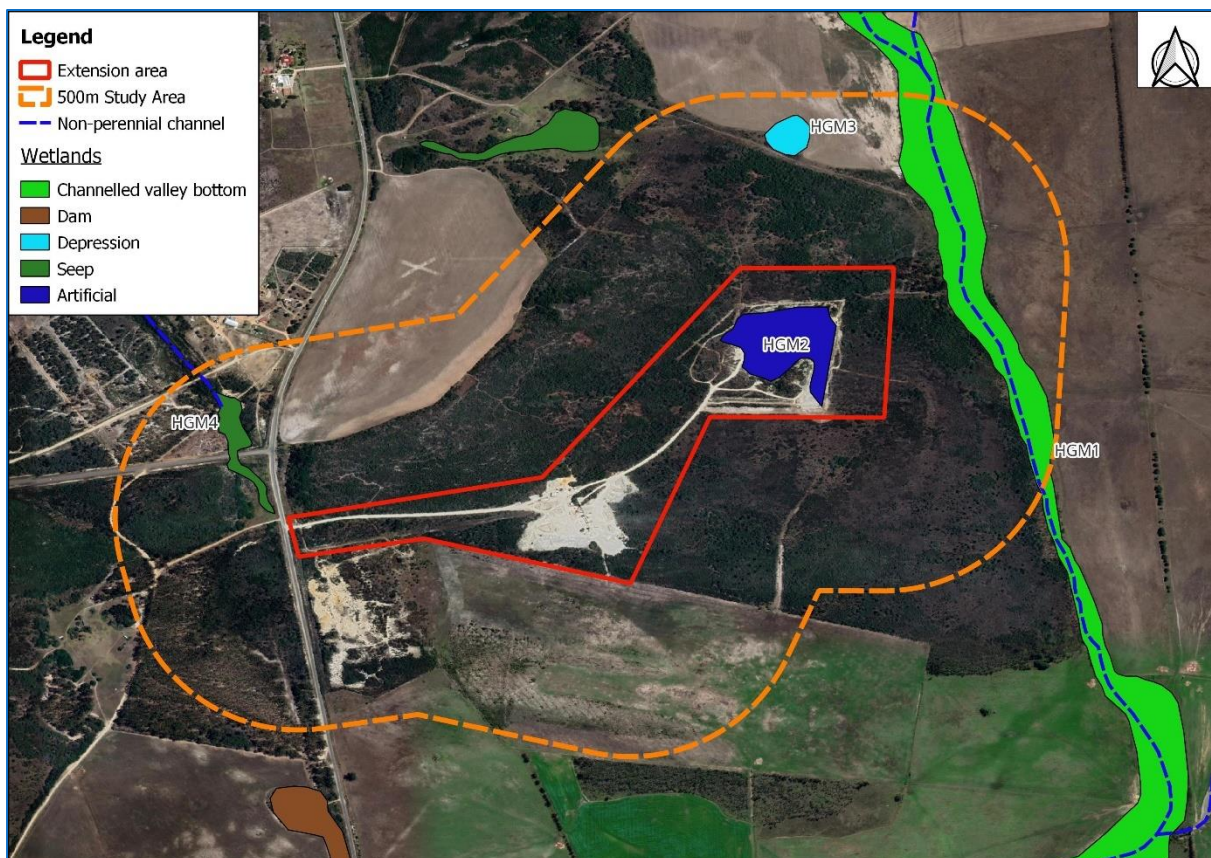 Legend
Extension area
500m Study Area
Non-perennial channel
Wetlands
Channelled valley bottom
Dam
Depression
Seep
Artificial
HGM3
HGM2
HGM4
HGM1